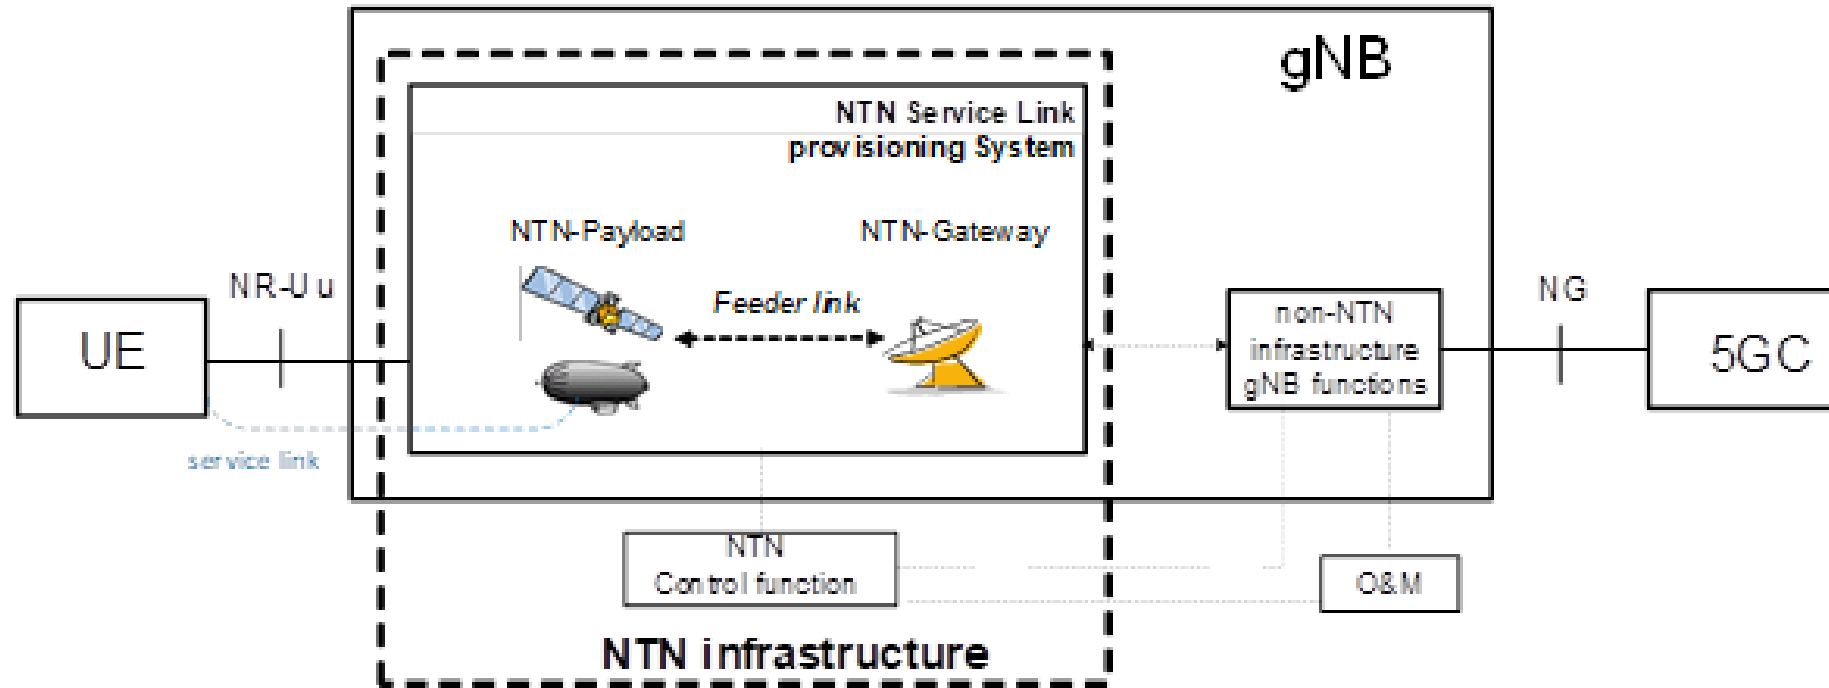 gNB
NTN Service Link
provisioning System
NTN-Payload
NTN-Gateway
NR-Uu
Feeder link
NG
UE
non-NTN
infrastructure
gNB functions
5GC
service link
NTN
Control function
O&M
NTN infrastructure